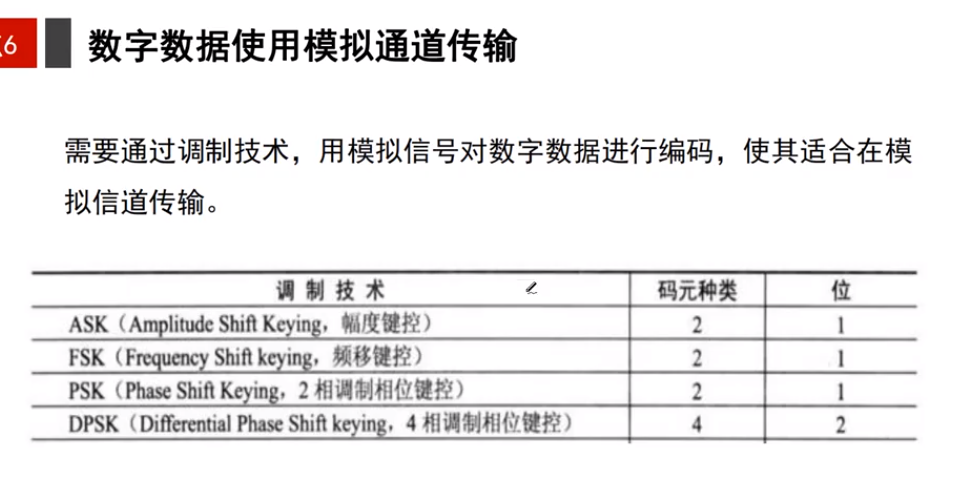 6
数字数据使用模拟通道传输
需要通过调制技术，用模拟信号对数字数据进行编码，使其适合在模
拟信道传输。
调制技术 码元种类 位
ASK（Amplitude Shift Keying，幅度键控） 2 1
FSK（Frequency Shift keying，频移键控） 2 1
PSK（Phase Shift Keying，2 相调制相位键控） 2 1
DPSK（Differential Phase Shift keying，4 相调制相位键控） 4 2